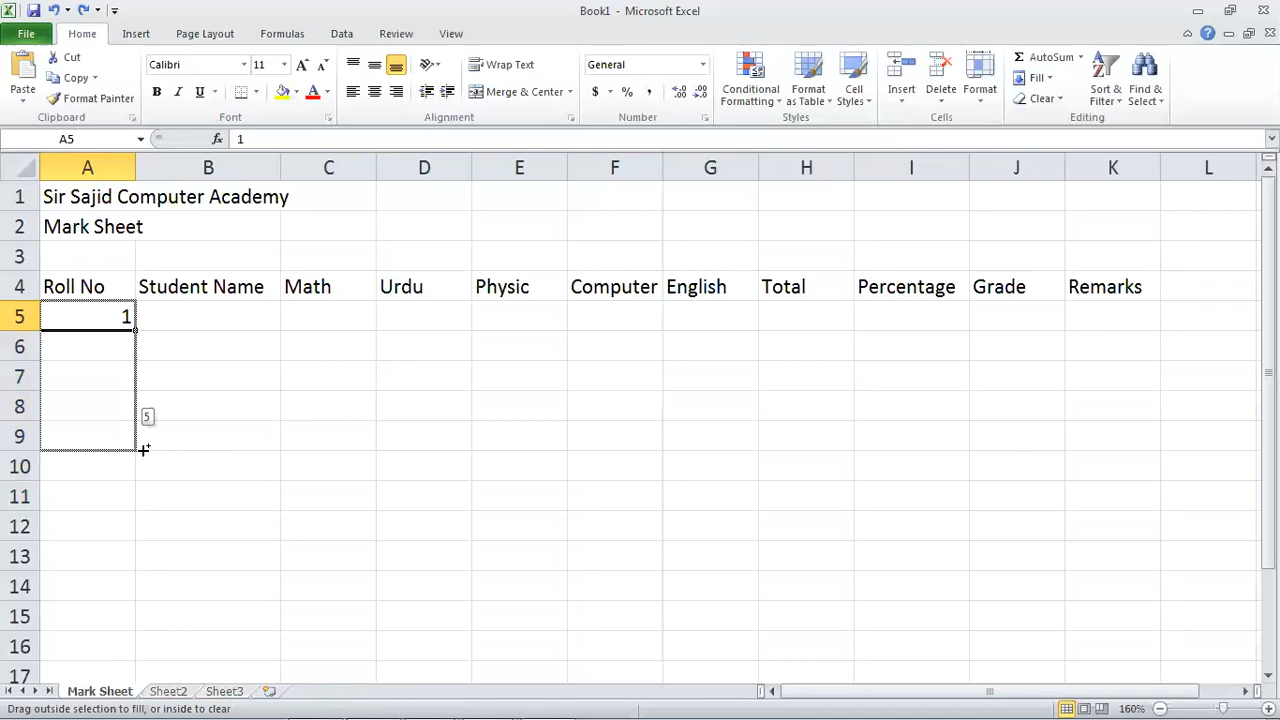 Book1 - Microsoft Excel
File Home Insert Page Layout Formulas Data Review View
Paste
Cut
Copy
Format Painter
Clipboard
Calibri 11
B I U A
Font
Wrap Text
Merge & Center
Alignment
General
$ % ,
Number
Conditional Formatting
Format as Table
Cell Styles
Styles
Insert
Delete
Format
Cells
Σ AutoSum
Fill
Clear
Sort & Filter
Find & Select
Editing
A5 fx 1
A B C D E F G H I J K L
1 Sir Sajid Computer Academy
2 Mark Sheet
3
4 Roll No Student Name Math Urdu Physic Computer English Total Percentage Grade Remarks
5 1
6
7
8 5
9
10
11
12
13
14
15
16
17
Mark Sheet Sheet2 Sheet3
Drag outside selection to fill, or inside to clear 160%